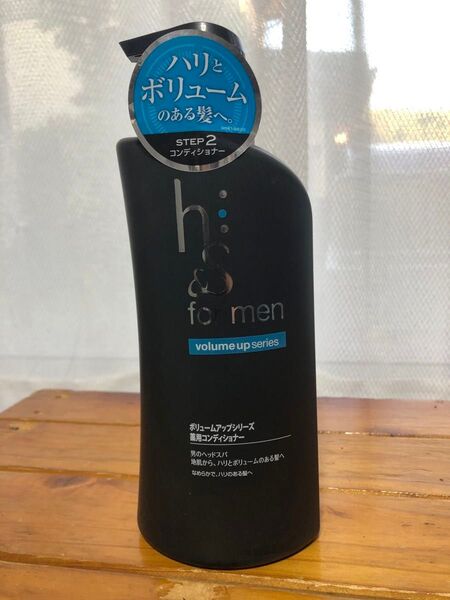 ハリと
ボリューム
のある髪へ。
STEP 2
コンディショナー
h&s
for men
volume up series
ボリュームアップシリーズ
薬用コンディショナー
男のヘッドスパ
地肌から、ハリとボリュームのある髪へ
なめらかで、ハリのある髪へ